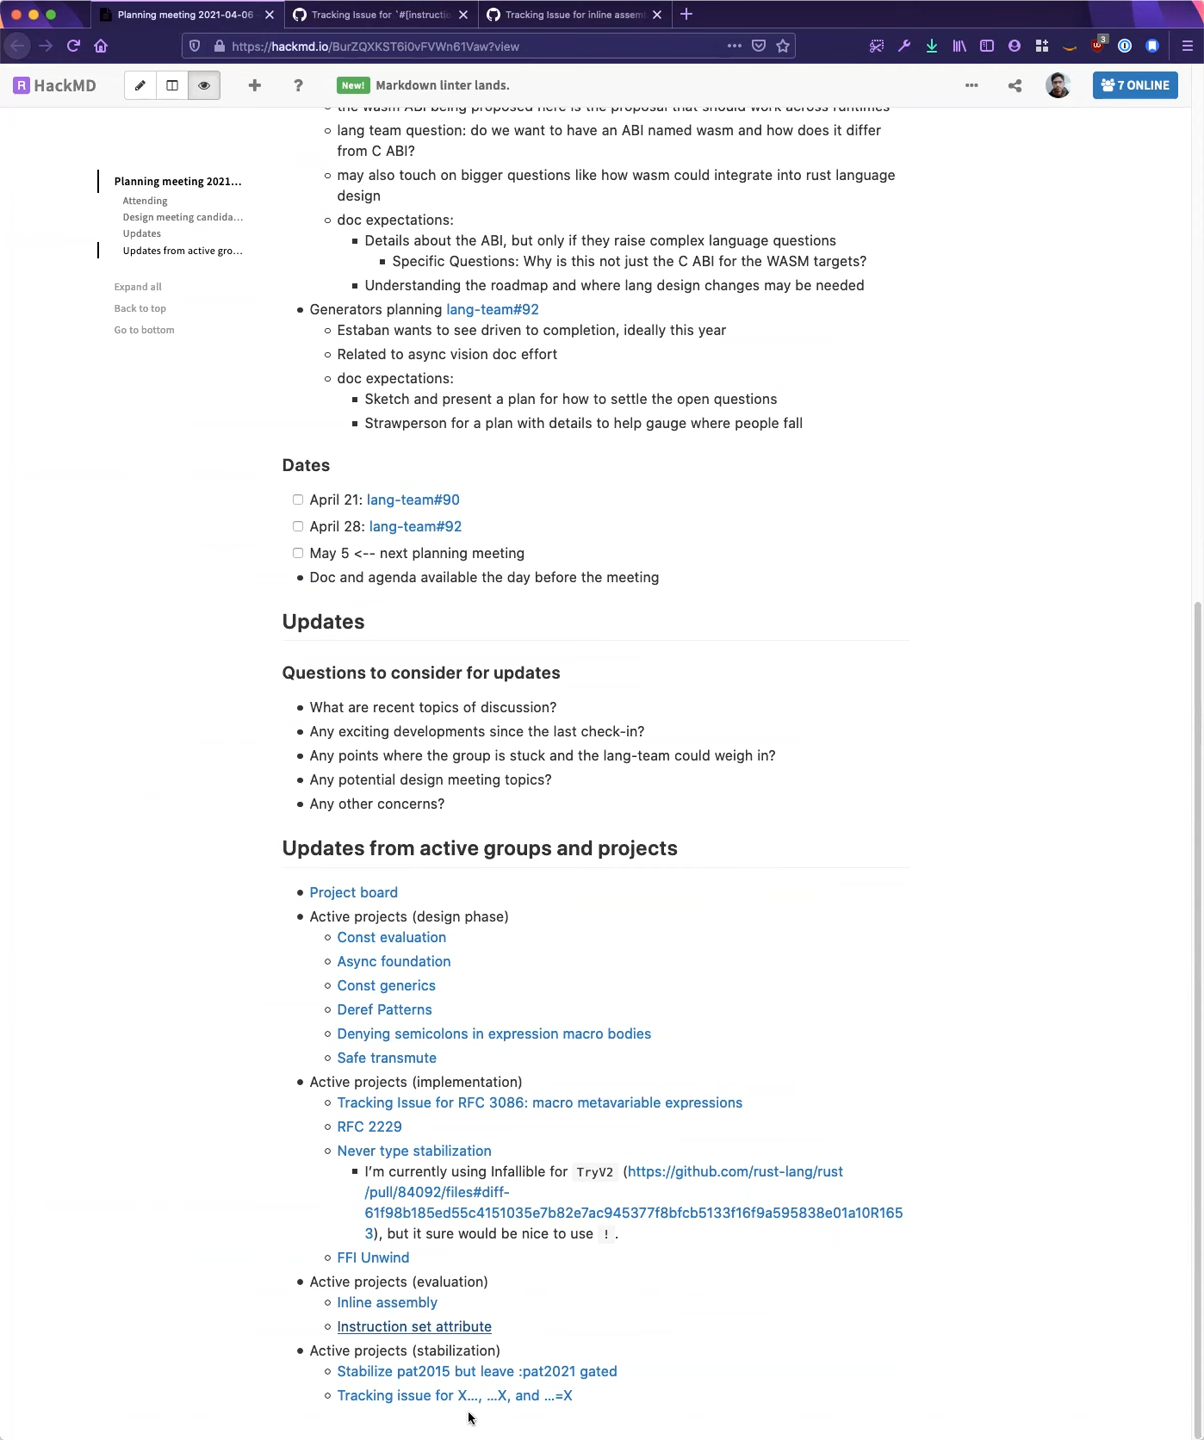 Planning meeting 2021-04-06
Tracking Issue for `#[instructio
Tracking Issue for inline assem
https://hackmd.io/BurZQXKST6i0vFVWn61Vaw?view
3
HackMD
New! Markdown linter lands.
7 ONLINE
Planning meeting 2021...
Attending
Design meeting candida...
Updates
Updates from active gro...
Expand all
Back to top
Go to bottom
the wasm ABI being proposed here is the proposal that should work across runtimes
lang team question: do we want to have an ABI named wasm and how does it differ
from C ABI?
may also touch on bigger questions like how wasm could integrate into rust language
design
doc expectations:
Details about the ABI, but only if they raise complex language questions
Specific Questions: Why is this not just the C ABI for the WASM targets?
Understanding the roadmap and where lang design changes may be needed
Generators planning lang-team#92
Estaban wants to see driven to completion, ideally this year
Related to async vision doc effort
doc expectations:
Sketch and present a plan for how to settle the open questions
Strawperson for a plan with details to help gauge where people fall
Dates
April 21: lang-team#90
April 28: lang-team#92
May 5 <-- next planning meeting
Doc and agenda available the day before the meeting
Updates
Questions to consider for updates
What are recent topics of discussion?
Any exciting developments since the last check-in?
Any points where the group is stuck and the lang-team could weigh in?
Any potential design meeting topics?
Any other concerns?
Updates from active groups and projects
Project board
Active projects (design phase)
Const evaluation
Async foundation
Const generics
Deref Patterns
Denying semicolons in expression macro bodies
Safe transmute
Active projects (implementation)
Tracking Issue for RFC 3086: macro metavariable expressions
RFC 2229
Never type stabilization
I'm currently using Infallible for TryV2 (https://github.com/rust-lang/rust
/pull/84092/files#diff-
61f98b185ed55c4151035e7b82e7ac945377f8bfcb5133f16f9a595838e01a10R165
3), but it sure would be nice to use !.
FFI Unwind
Active projects (evaluation)
Inline assembly
Instruction set attribute
Active projects (stabilization)
Stabilize pat2015 but leave :pat2021 gated
Tracking issue for X..., ...X, and ...=X